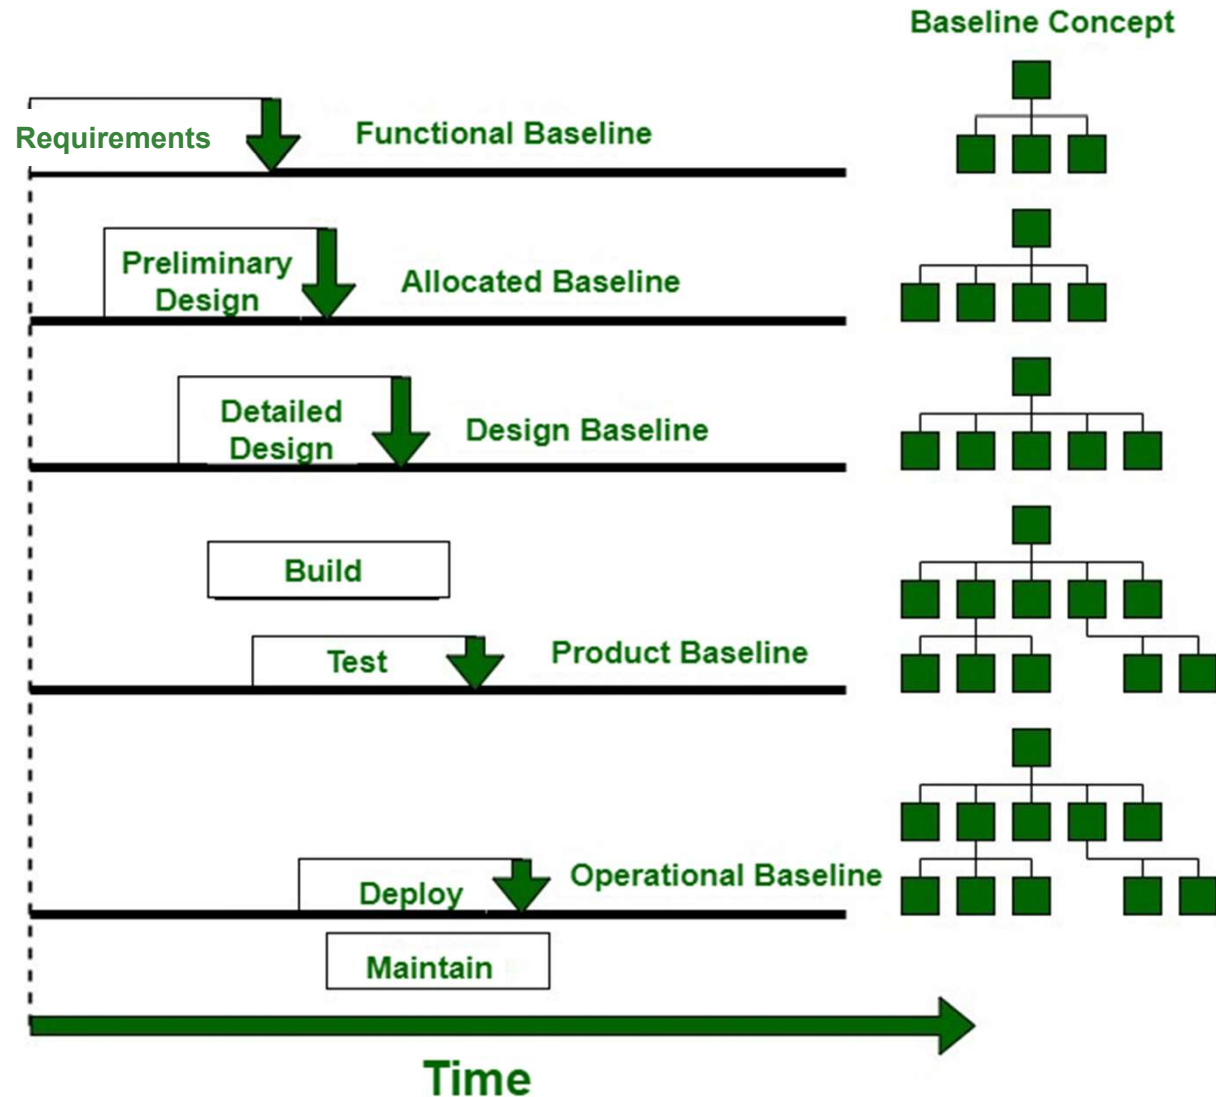 Baseline Concept
Requirements
Functional Baseline
Preliminary
Design
Allocated Baseline
Detailed
Design
Design Baseline
Build
Test
Product Baseline
Deploy
Operational Baseline
Maintain
Time